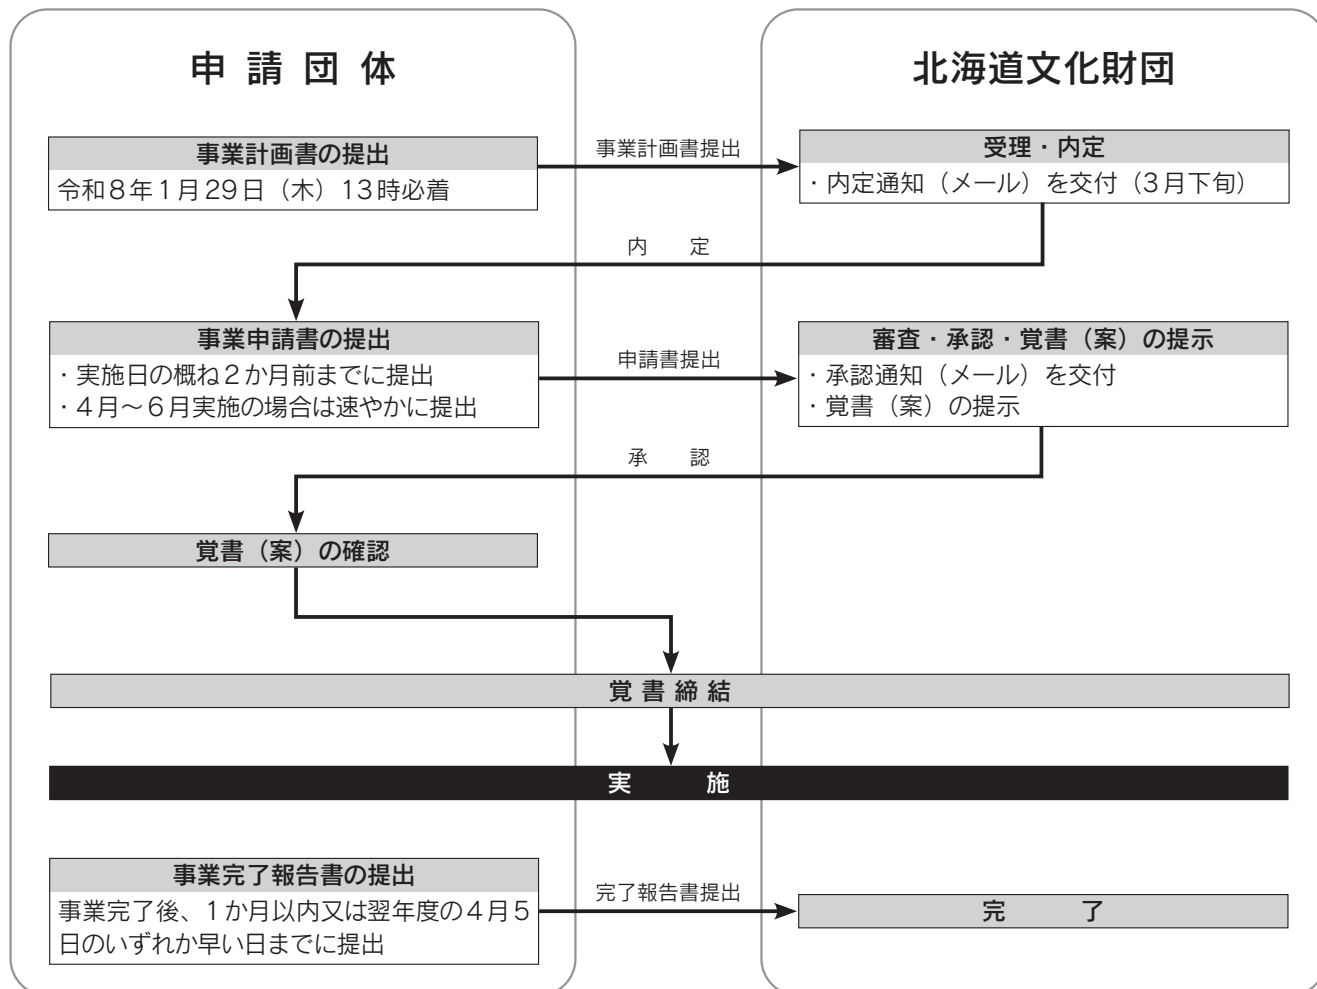 申請団体
北海道文化財団
事業計画書の提出
令和8年1月29日（木）13時必着
事業計画書提出
受理・内定
・内定通知（メール）を交付（3月下旬）
内　定
事業申請書の提出
・実施日の概ね2か月前までに提出
・4月～6月実施の場合は速やかに提出
申請書提出
審査・承認・覚書（案）の提示
・承認通知（メール）を交付
・覚書（案）の提示
承　認
覚書（案）の確認
覚書締結
実　施
事業完了報告書の提出
事業完了後、1か月以内又は翌年度の4月5
日のいずれか早い日までに提出
完了報告書提出
完　了